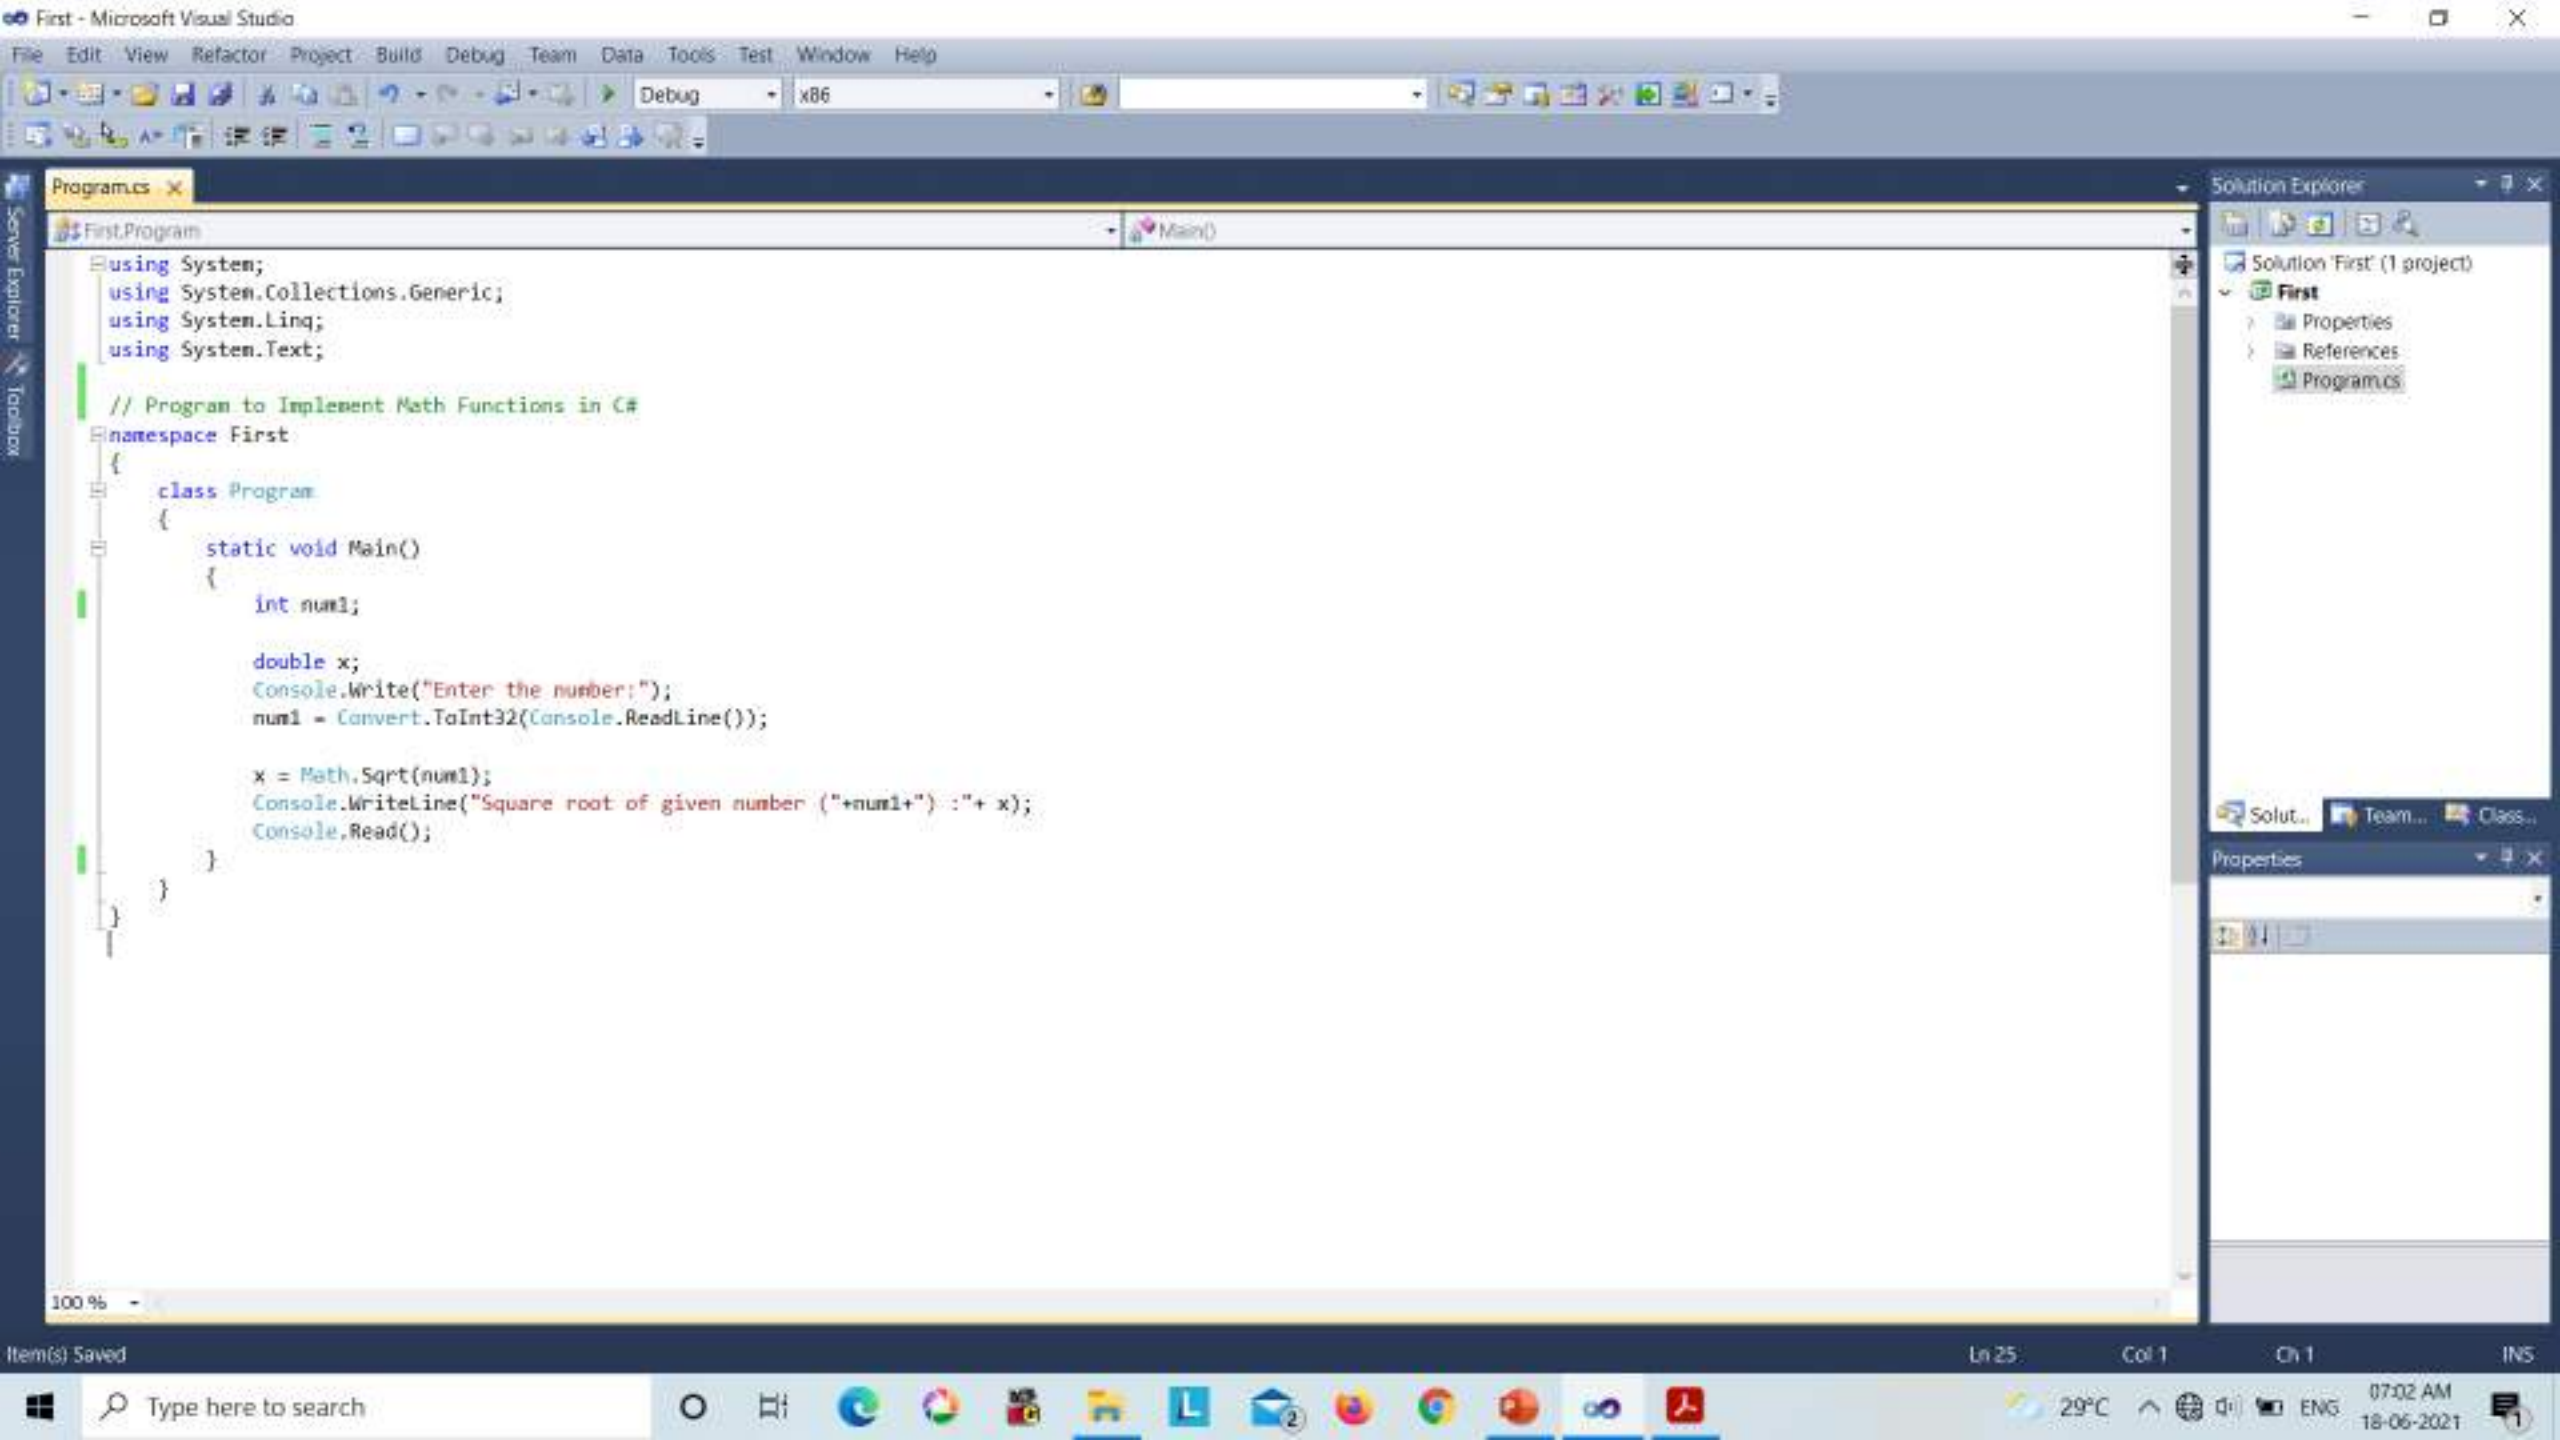 First - Microsoft Visual Studio
File Edit View Refactor Project Build Debug Team Data Tools Test Window Help
Debug x86
Server Explorer
Toolbox
Program.cs
First.Program Main()
using System;
using System.Collections.Generic;
using System.Linq;
using System.Text;
// Program to Implement Math Functions in C#
namespace First
{
class Program
{
static void Main()
{
int num1;
double x;
Console.Write("Enter the number:");
num1 = Convert.ToInt32(Console.ReadLine());
x = Math.Sqrt(num1);
Console.WriteLine("Square root of given number ("+num1+") :"+ x);
Console.Read();
}
}
}
100 %
Solution Explorer
Solution 'First' (1 project)
First
Properties
References
Program.cs
Solut... Team... Class...
Properties
Item(s) Saved Ln 25 Col 1 Ch 1 INS
Type here to search
L
2
29°C ENG
07:02 AM
18-06-2021
1